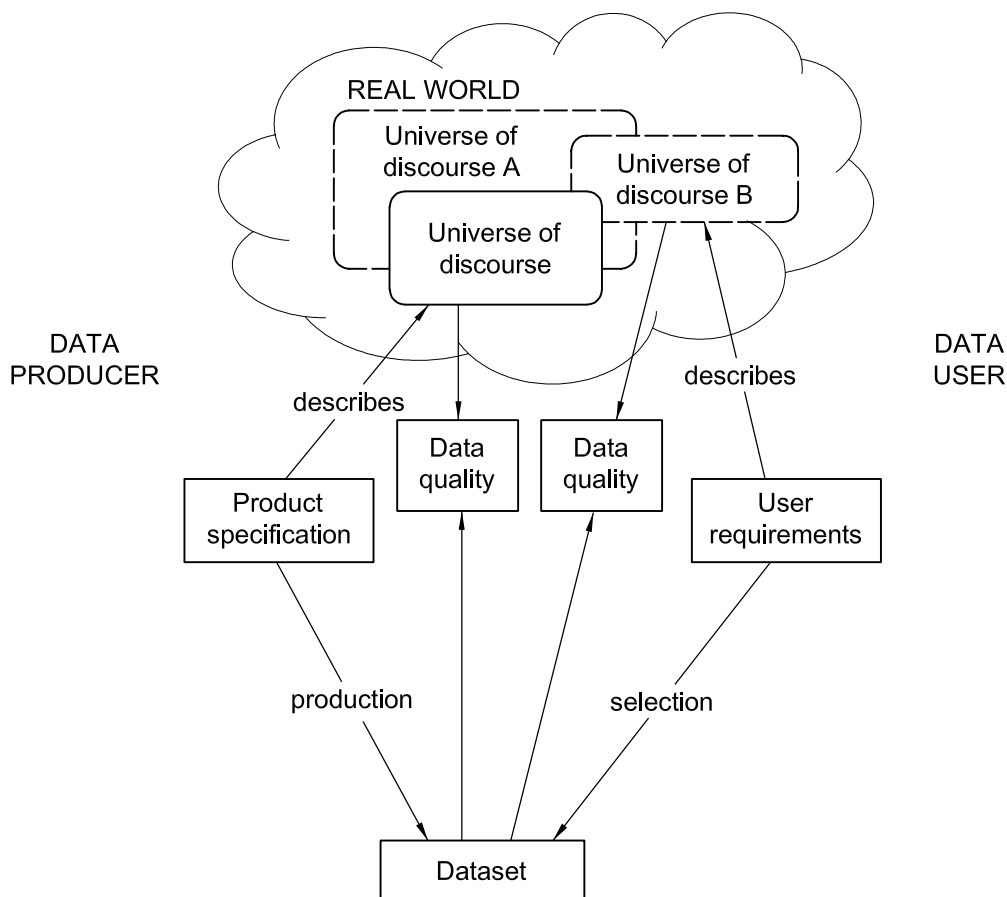 REAL WORLD
Universe of
discourse A
Universe of
discourse B
Universe of
discourse
DATA
PRODUCER
DATA
USER
describes
describes
Data
quality
Data
quality
Product
specification
User
requirements
production
selection
Dataset